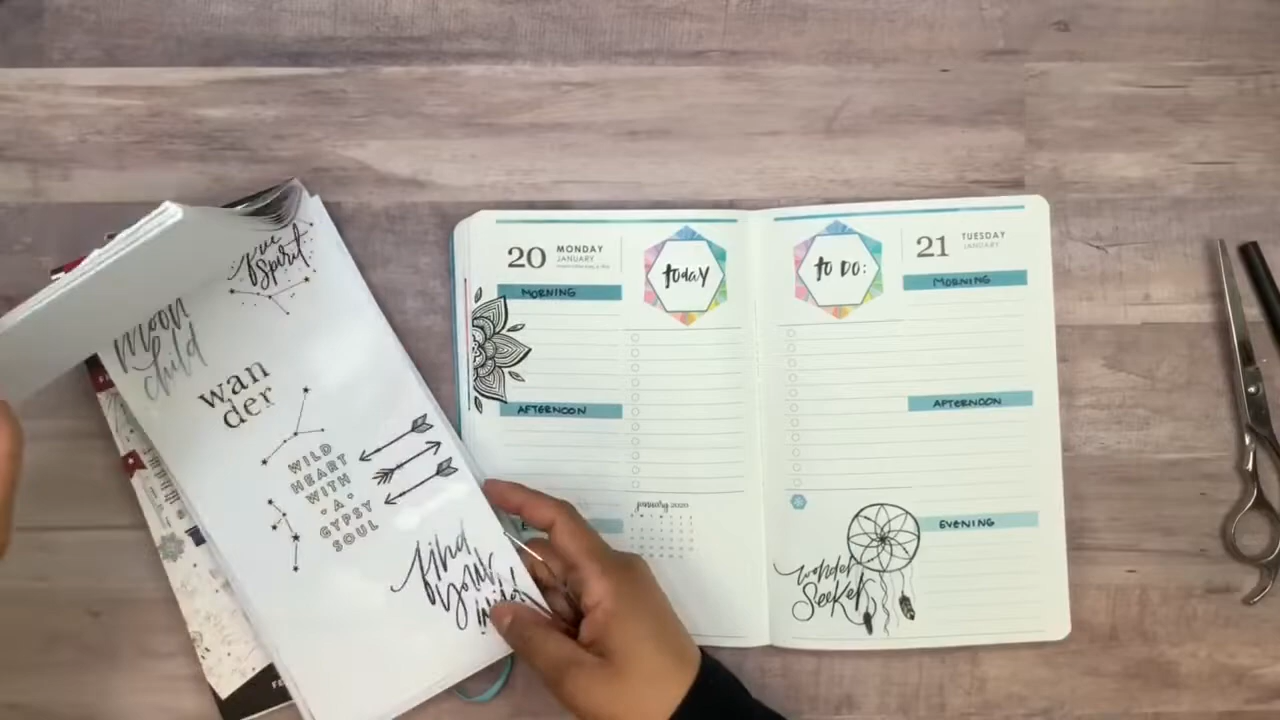 free
Spirit
moon
child
wan
der
WILD
HEART
WITH
• A •
GYPSY
SOUL
find
your
20
MONDAY
JANUARY
today
MORNING
AFTERNOON
january 2020
TO DO:
21
TUESDAY
JANUARY
MORNING
AFTERNOON
EVENING
wonder
Seeker